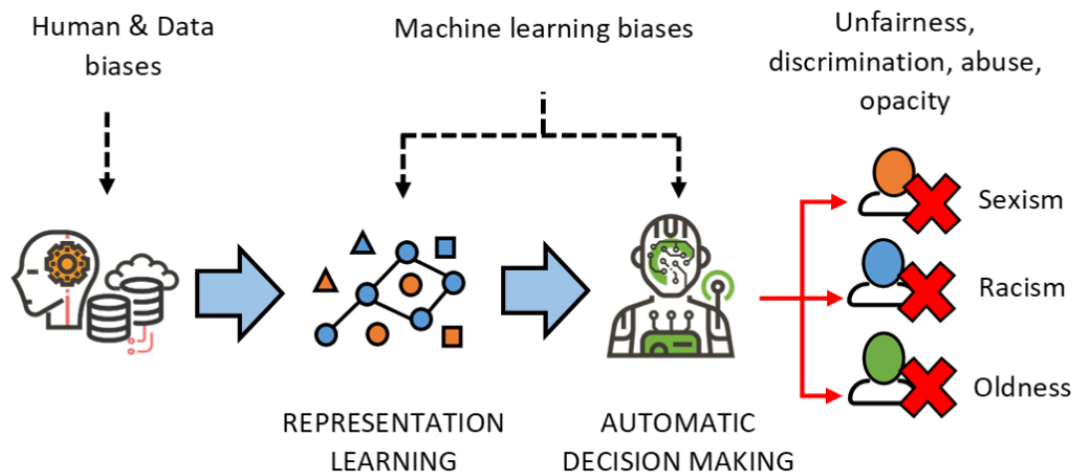 Human & Data
biases
Machine learning biases
Unfairness,
discrimination, abuse,
opacity
Sexism
Racism
Oldness
REPRESENTATION
LEARNING
AUTOMATIC
DECISION MAKING